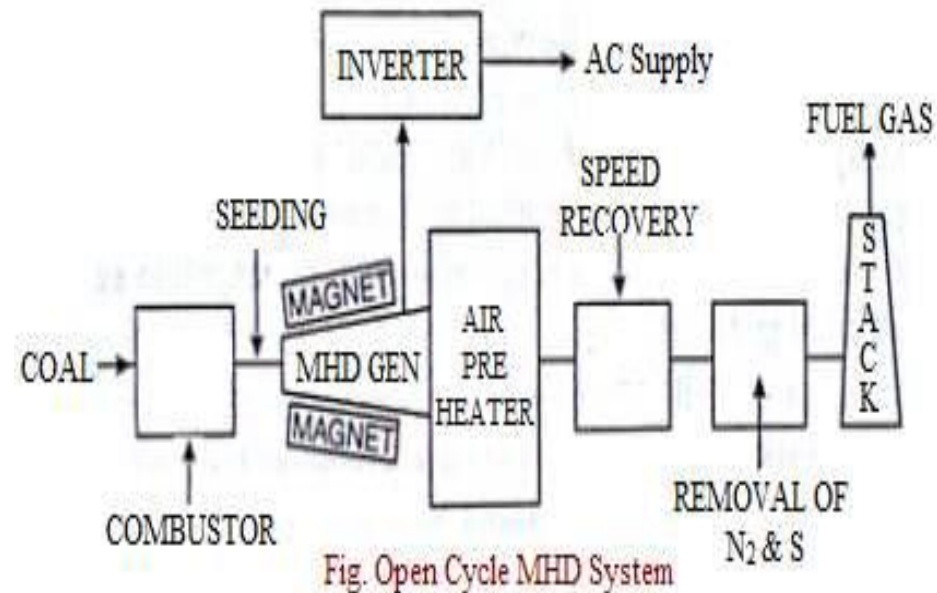 INVERTER
AC Supply
FUEL GAS
SPEED
RECOVERY
SEEDING
MAGNET
S
T
A
C
K
COAL
MHD GEN
AIR
PRE
HEATER
MAGNET
COMBUSTOR
REMOVAL OF
N₂ & S
Fig. Open Cycle MHD System